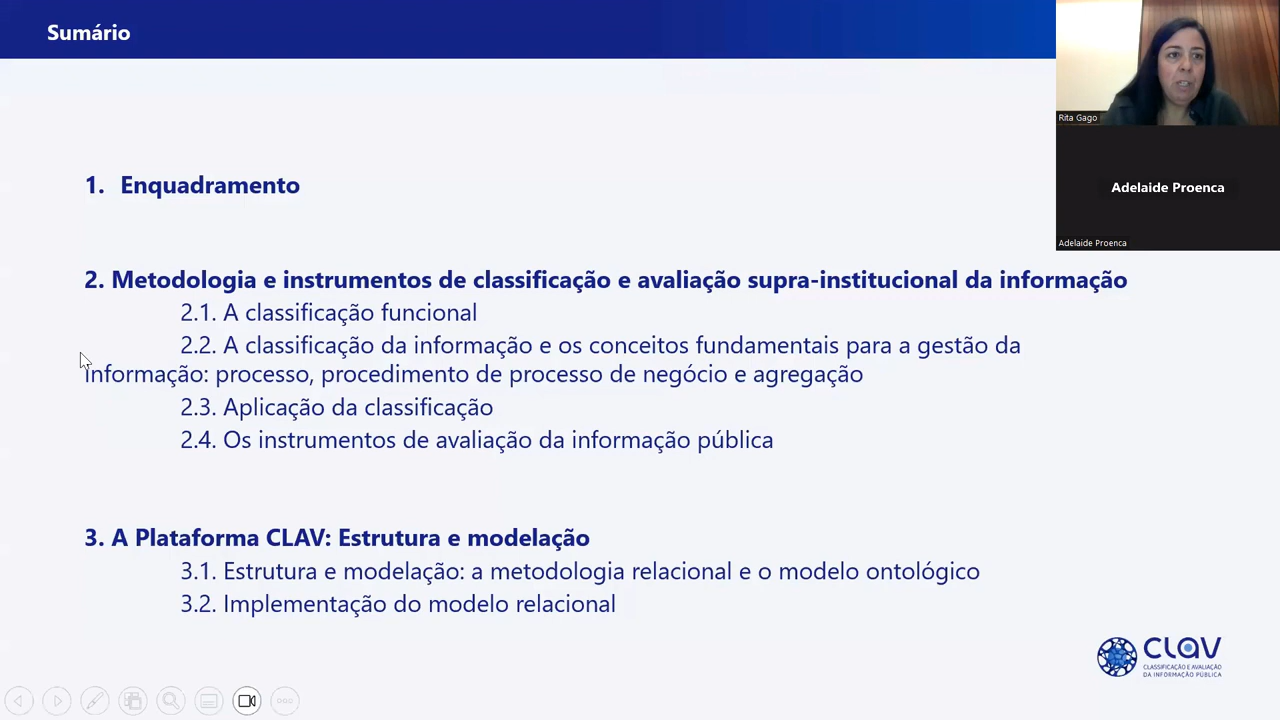 Sumário
Rita Gago
Adelaide Proenca
Adelaide Proenca
1. Enquadramento
2. Metodologia e instrumentos de classificação e avaliação supra-institucional da informação
2.1. A classificação funcional
2.2. A classificação da informação e os conceitos fundamentais para a gestão da
informação: processo, procedimento de processo de negócio e agregação
2.3. Aplicação da classificação
2.4. Os instrumentos de avaliação da informação pública
3. A Plataforma CLAV: Estrutura e modelação
3.1. Estrutura e modelação: a metodologia relacional e o modelo ontológico
3.2. Implementação do modelo relacional
CLAV
CLASSIFICAÇÃO E AVALIAÇÃO
DA INFORMAÇÃO PÚBLICA